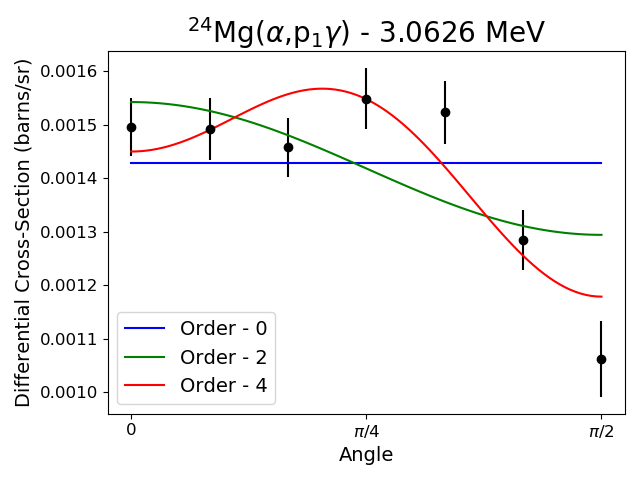 ²⁴Mg(α,p₁γ) - 3.0626 MeV
Differential Cross-Section (barns/sr)
0.0016
0.0015
0.0014
0.0013
0.0012
0.0011
0.0010
Order - 0
Order - 2
Order - 4
0
π/4
π/2
Angle